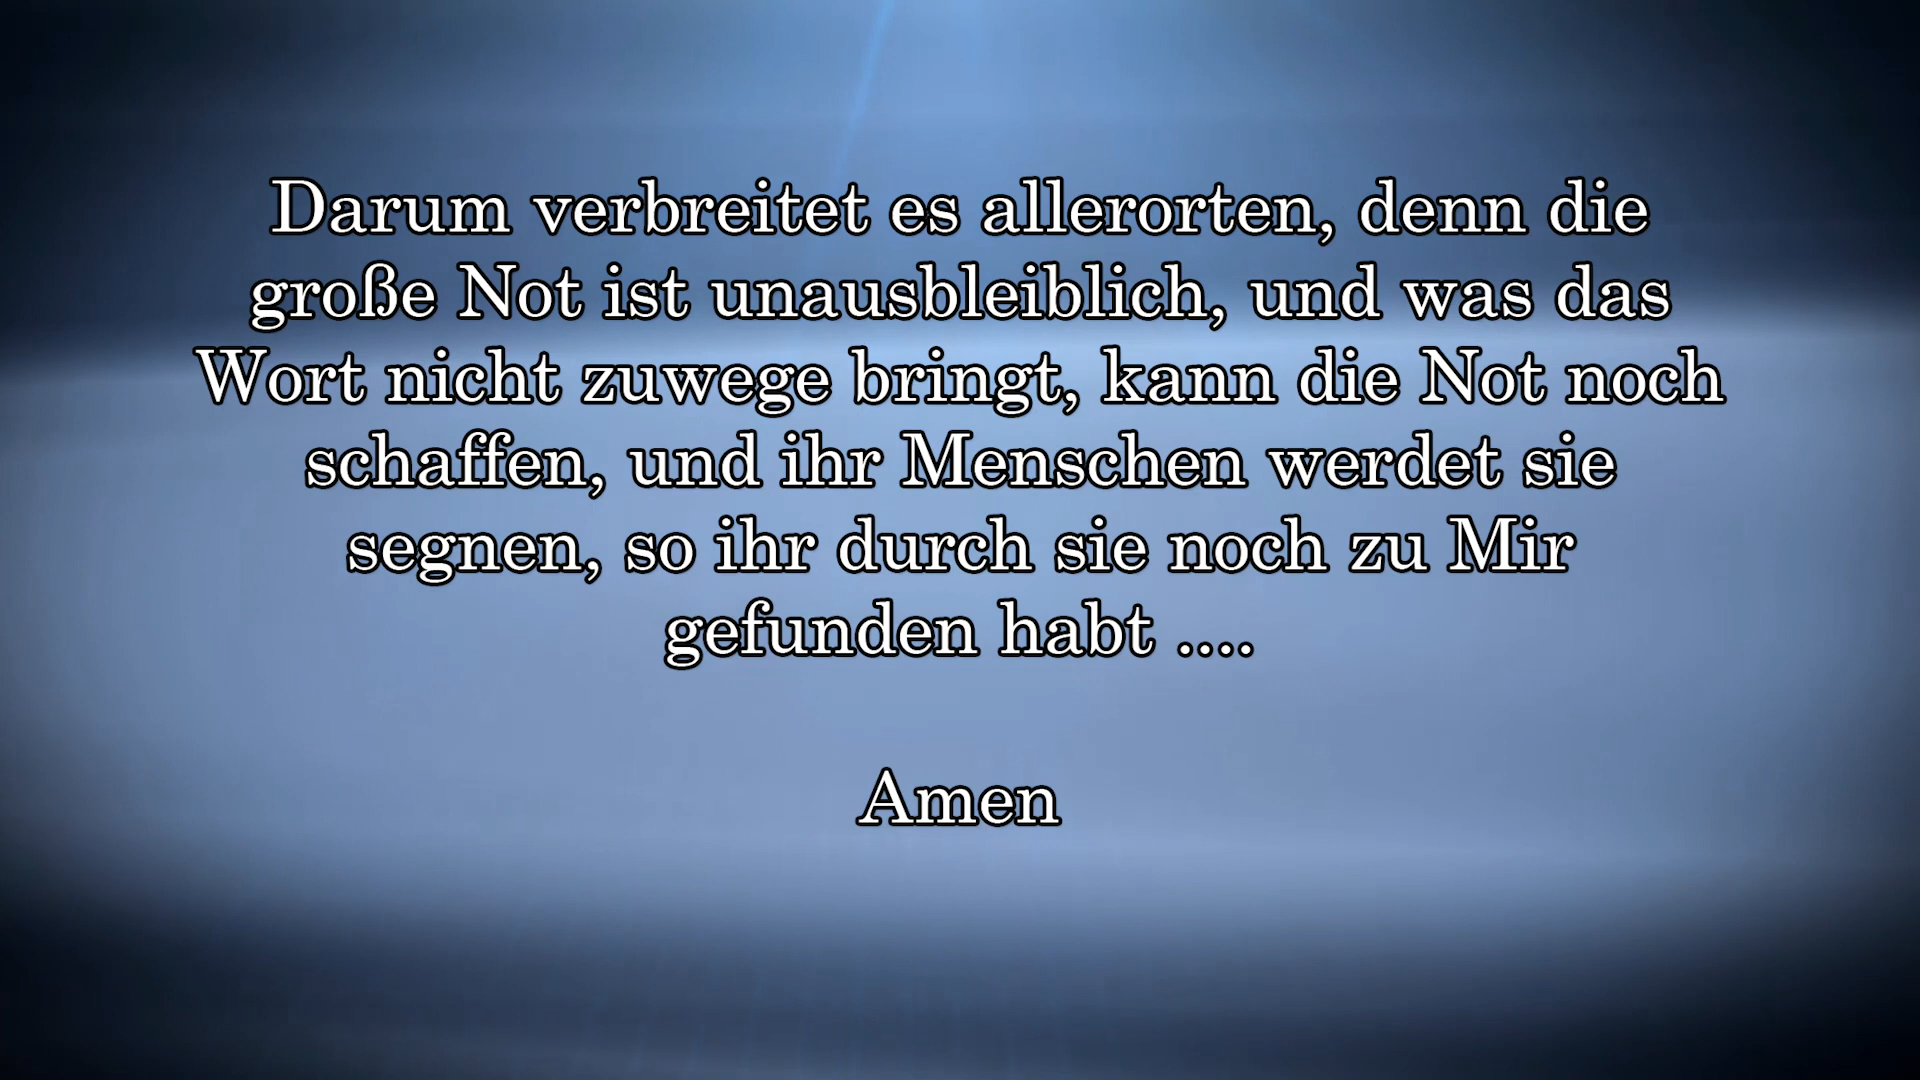 Darum verbreitet es allerorten, denn die
große Not ist unausbleiblich, und was das
Wort nicht zuwege bringt, kann die Not noch
schaffen, und ihr Menschen werdet sie
segnen, so ihr durch sie noch zu Mir
gefunden habt ....
Amen